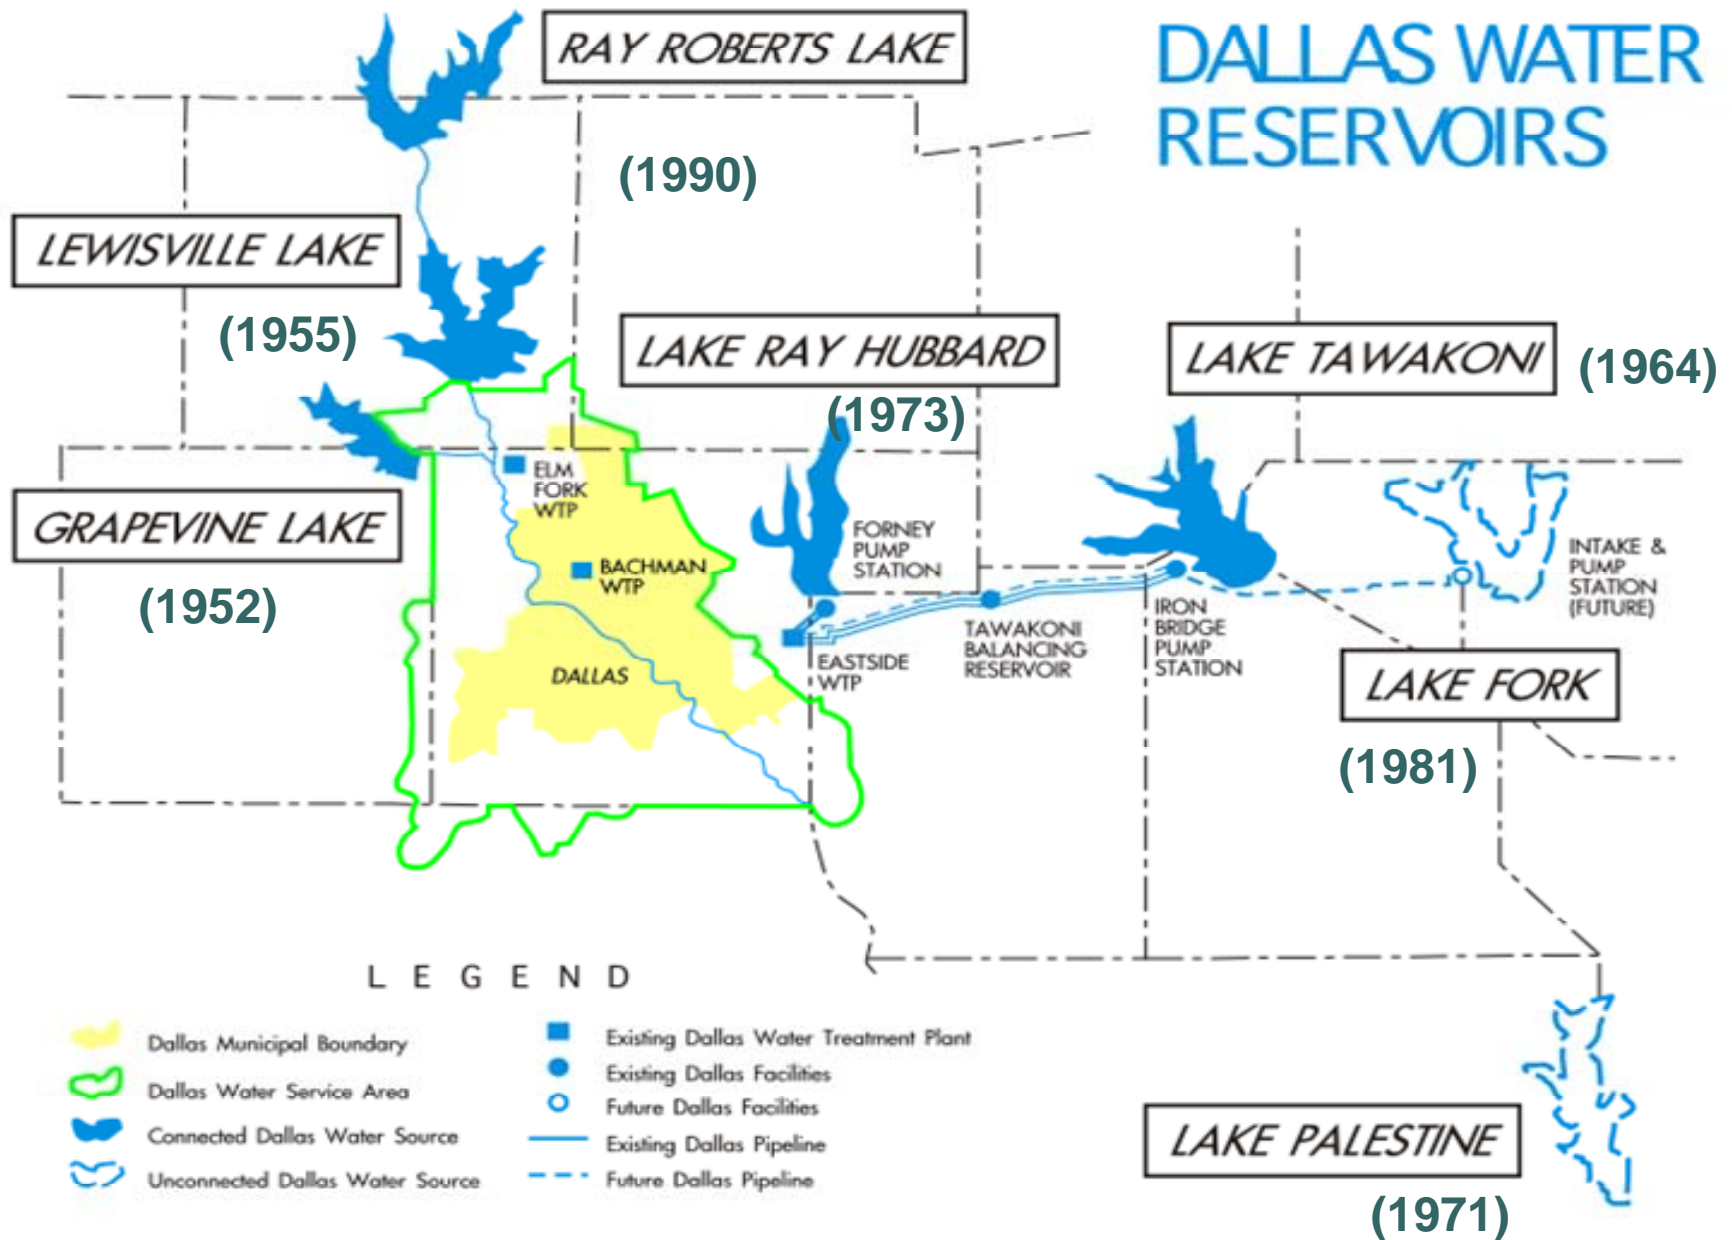 DALLAS WATER
RESERVOIRS
RAY ROBERTS LAKE
(1990)
LEWISVILLE LAKE
(1955)
LAKE RAY HUBBARD
(1973)
LAKE TAWAKONI
(1964)
GRAPEVINE LAKE
(1952)
ELM
FORK
WTP
BACHMAN
WTP
DALLAS
FORNEY
PUMP
STATION
EASTSIDE
WTP
TAWAKONI
BALANCING
RESERVOIR
IRON
BRIDGE
PUMP
STATION
INTAKE &
PUMP
STATION
(FUTURE)
LAKE FORK
(1981)
LAKE PALESTINE
(1971)
LEGEND
Dallas Municipal Boundary
Dallas Water Service Area
Connected Dallas Water Source
Unconnected Dallas Water Source
Existing Dallas Water Treatment Plant
Existing Dallas Facilities
Future Dallas Facilities
Existing Dallas Pipeline
Future Dallas Pipeline